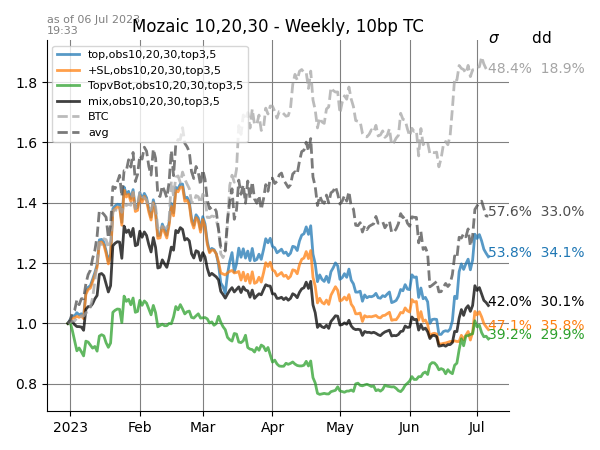 as of 06 Jul 2023
19:33
Mozaic 10,20,30 - Weekly, 10bp TC
σ dd
top,obs10,20,30,top3,5
+SL,obs10,20,30,top3,5
TopvBot,obs10,20,30,top3,5
mix,obs10,20,30,top3,5
BTC
avg
1.8
1.6
1.4
1.2
1.0
0.8
48.4% 18.9%
57.6% 33.0%
53.8% 34.1%
42.0% 30.1%
47.1% 35.8%
39.2% 29.9%
2023 Feb Mar Apr May Jun Jul